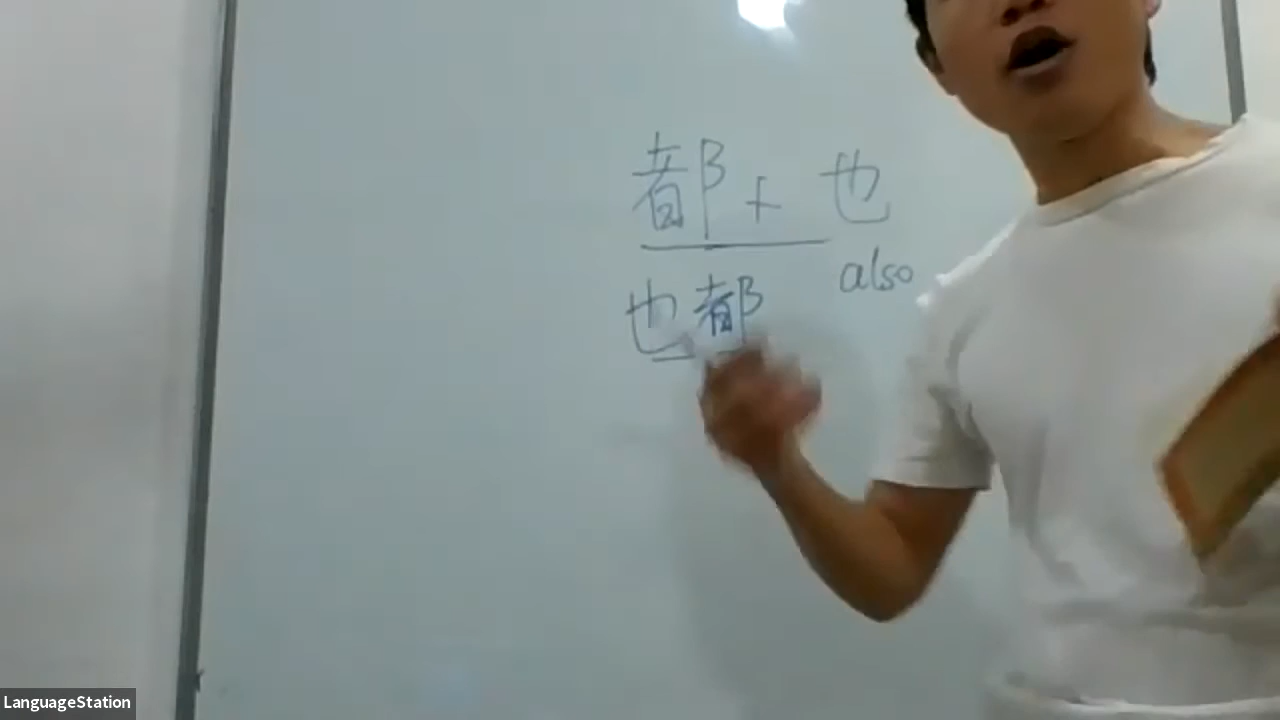 都 + 也
also
也都
LanguageStation